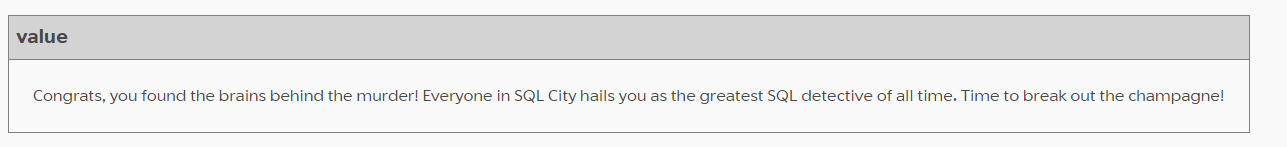 value
Congrats, you found the brains behind the murder! Everyone in SQL City hails you as the greatest SQL detective of all time. Time to break out the champagne!